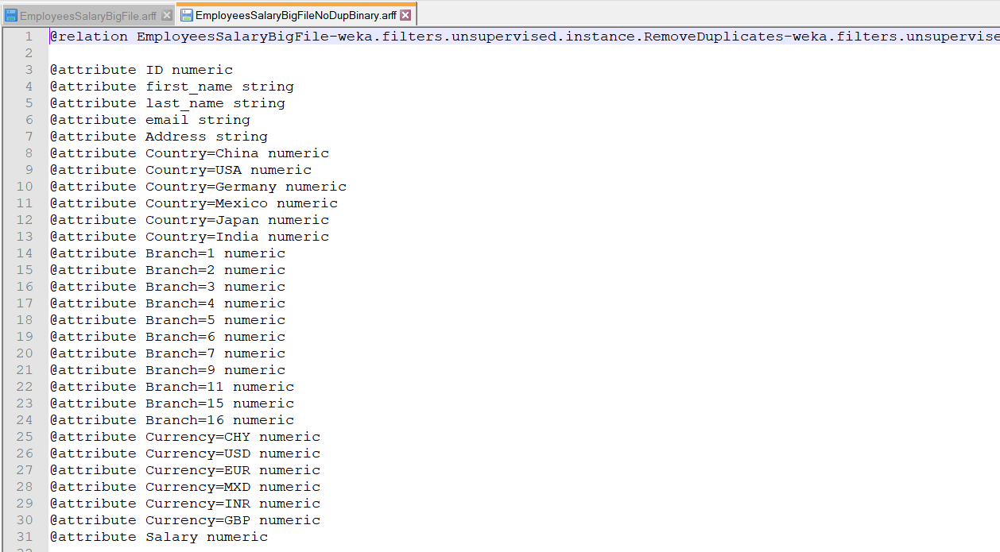 EmployeesSalaryBigFile.arff EmployeesSalaryBigFileNoDupBinary.arff
1 @relation EmployeesSalaryBigFile-weka.filters.unsupervised.instance.RemoveDuplicates-weka.filters.unsupervise
2
3 @attribute ID numeric
4 @attribute first_name string
5 @attribute last_name string
6 @attribute email string
7 @attribute Address string
8 @attribute Country=China numeric
9 @attribute Country=USA numeric
10 @attribute Country=Germany numeric
11 @attribute Country=Mexico numeric
12 @attribute Country=Japan numeric
13 @attribute Country=India numeric
14 @attribute Branch=1 numeric
15 @attribute Branch=2 numeric
16 @attribute Branch=3 numeric
17 @attribute Branch=4 numeric
18 @attribute Branch=5 numeric
19 @attribute Branch=6 numeric
20 @attribute Branch=7 numeric
21 @attribute Branch=9 numeric
22 @attribute Branch=11 numeric
23 @attribute Branch=15 numeric
24 @attribute Branch=16 numeric
25 @attribute Currency=CHY numeric
26 @attribute Currency=USD numeric
27 @attribute Currency=EUR numeric
28 @attribute Currency=MXD numeric
29 @attribute Currency=INR numeric
30 @attribute Currency=GBP numeric
31 @attribute Salary numeric